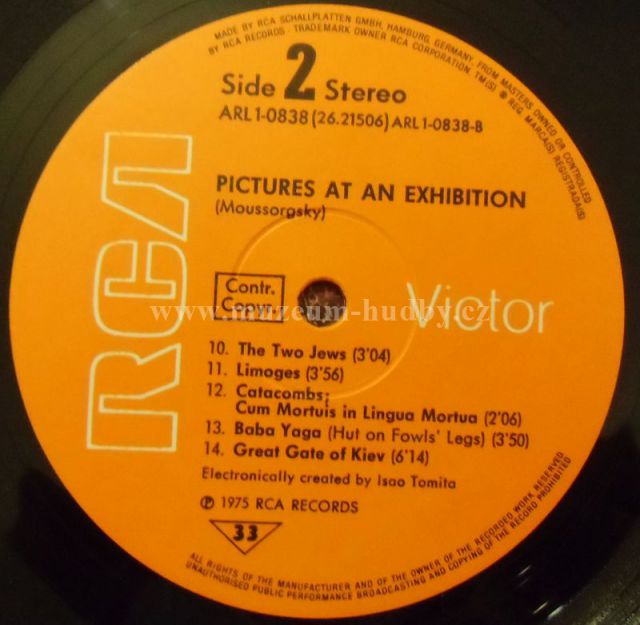 MADE BY RCA SCHALLPLATTEN GMBH, HAMBURG, GERMANY, FROM MASTERS OWNED OR CONTROLLED
BY RCA RECORDS · TRADEMARK OWNER RCA CORPORATION TM(S) ® REG. MARCA(S) REGISTRADA(S)
Side 2 Stereo
ARL 1-0838 (26.21506) ARL 1-0838-B
PICTURES AT AN EXHIBITION
(Moussorgsky)
RCA
Contr.
Copyr.
Victor
www.muzeum-hudby.cz
10. The Two Jews (3'04)
11. Limoges (3'56)
12. Catacombs;
Cum Mortuis in Lingua Mortua (2'06)
13. Baba Yaga (Hut on Fowls' Legs) (3'50)
14. Great Gate of Kiev (6'14)
Electronically created by Isao Tomita
℗ 1975 RCA RECORDS
33
ALL RIGHTS OF THE MANUFACTURER AND OF THE OWNER OF THE RECORDED WORK RESERVED
UNAUTHORISED PUBLIC PERFORMANCE BROADCASTING AND COPYING OF THE RECORD PROHIBITED